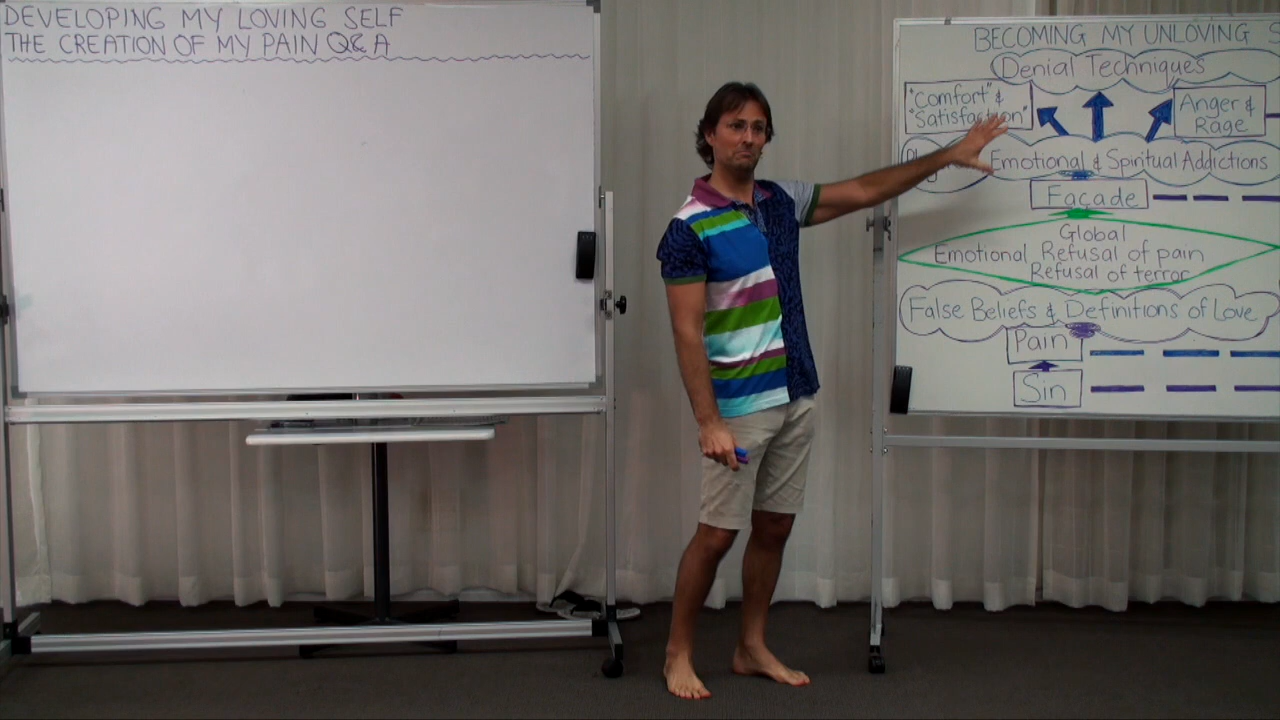 DEVELOPING MY LOVING SELF
THE CREATION OF MY PAIN Q&A
BECOMING MY UNLOVING S
Denial Techniques
"Comfort" &
"Satisfaction"
Anger &
Rage
Emotional & Spiritual Addictions
Façade
Global
Emotional Refusal of pain
Refusal of terror
False Beliefs & Definitions of Love
Pain
Sin